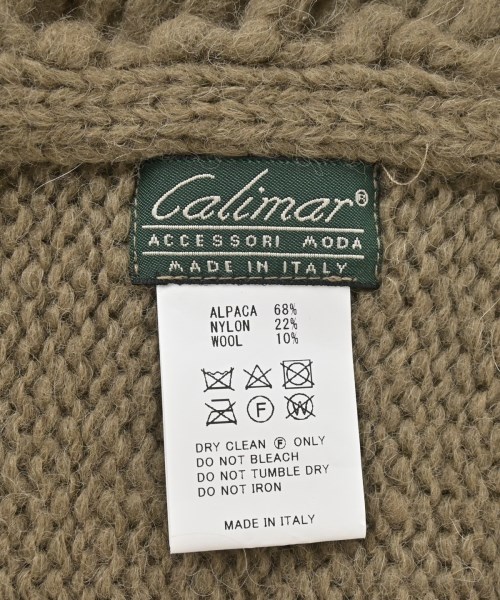 Calimar®
ACCESSORI MODA
MADE IN ITALY
ALPACA 68%
NYLON 22%
WOOL 10%
F W
DRY CLEAN Ⓕ ONLY
DO NOT BLEACH
DO NOT TUMBLE DRY
DO NOT IRON
MADE IN ITALY